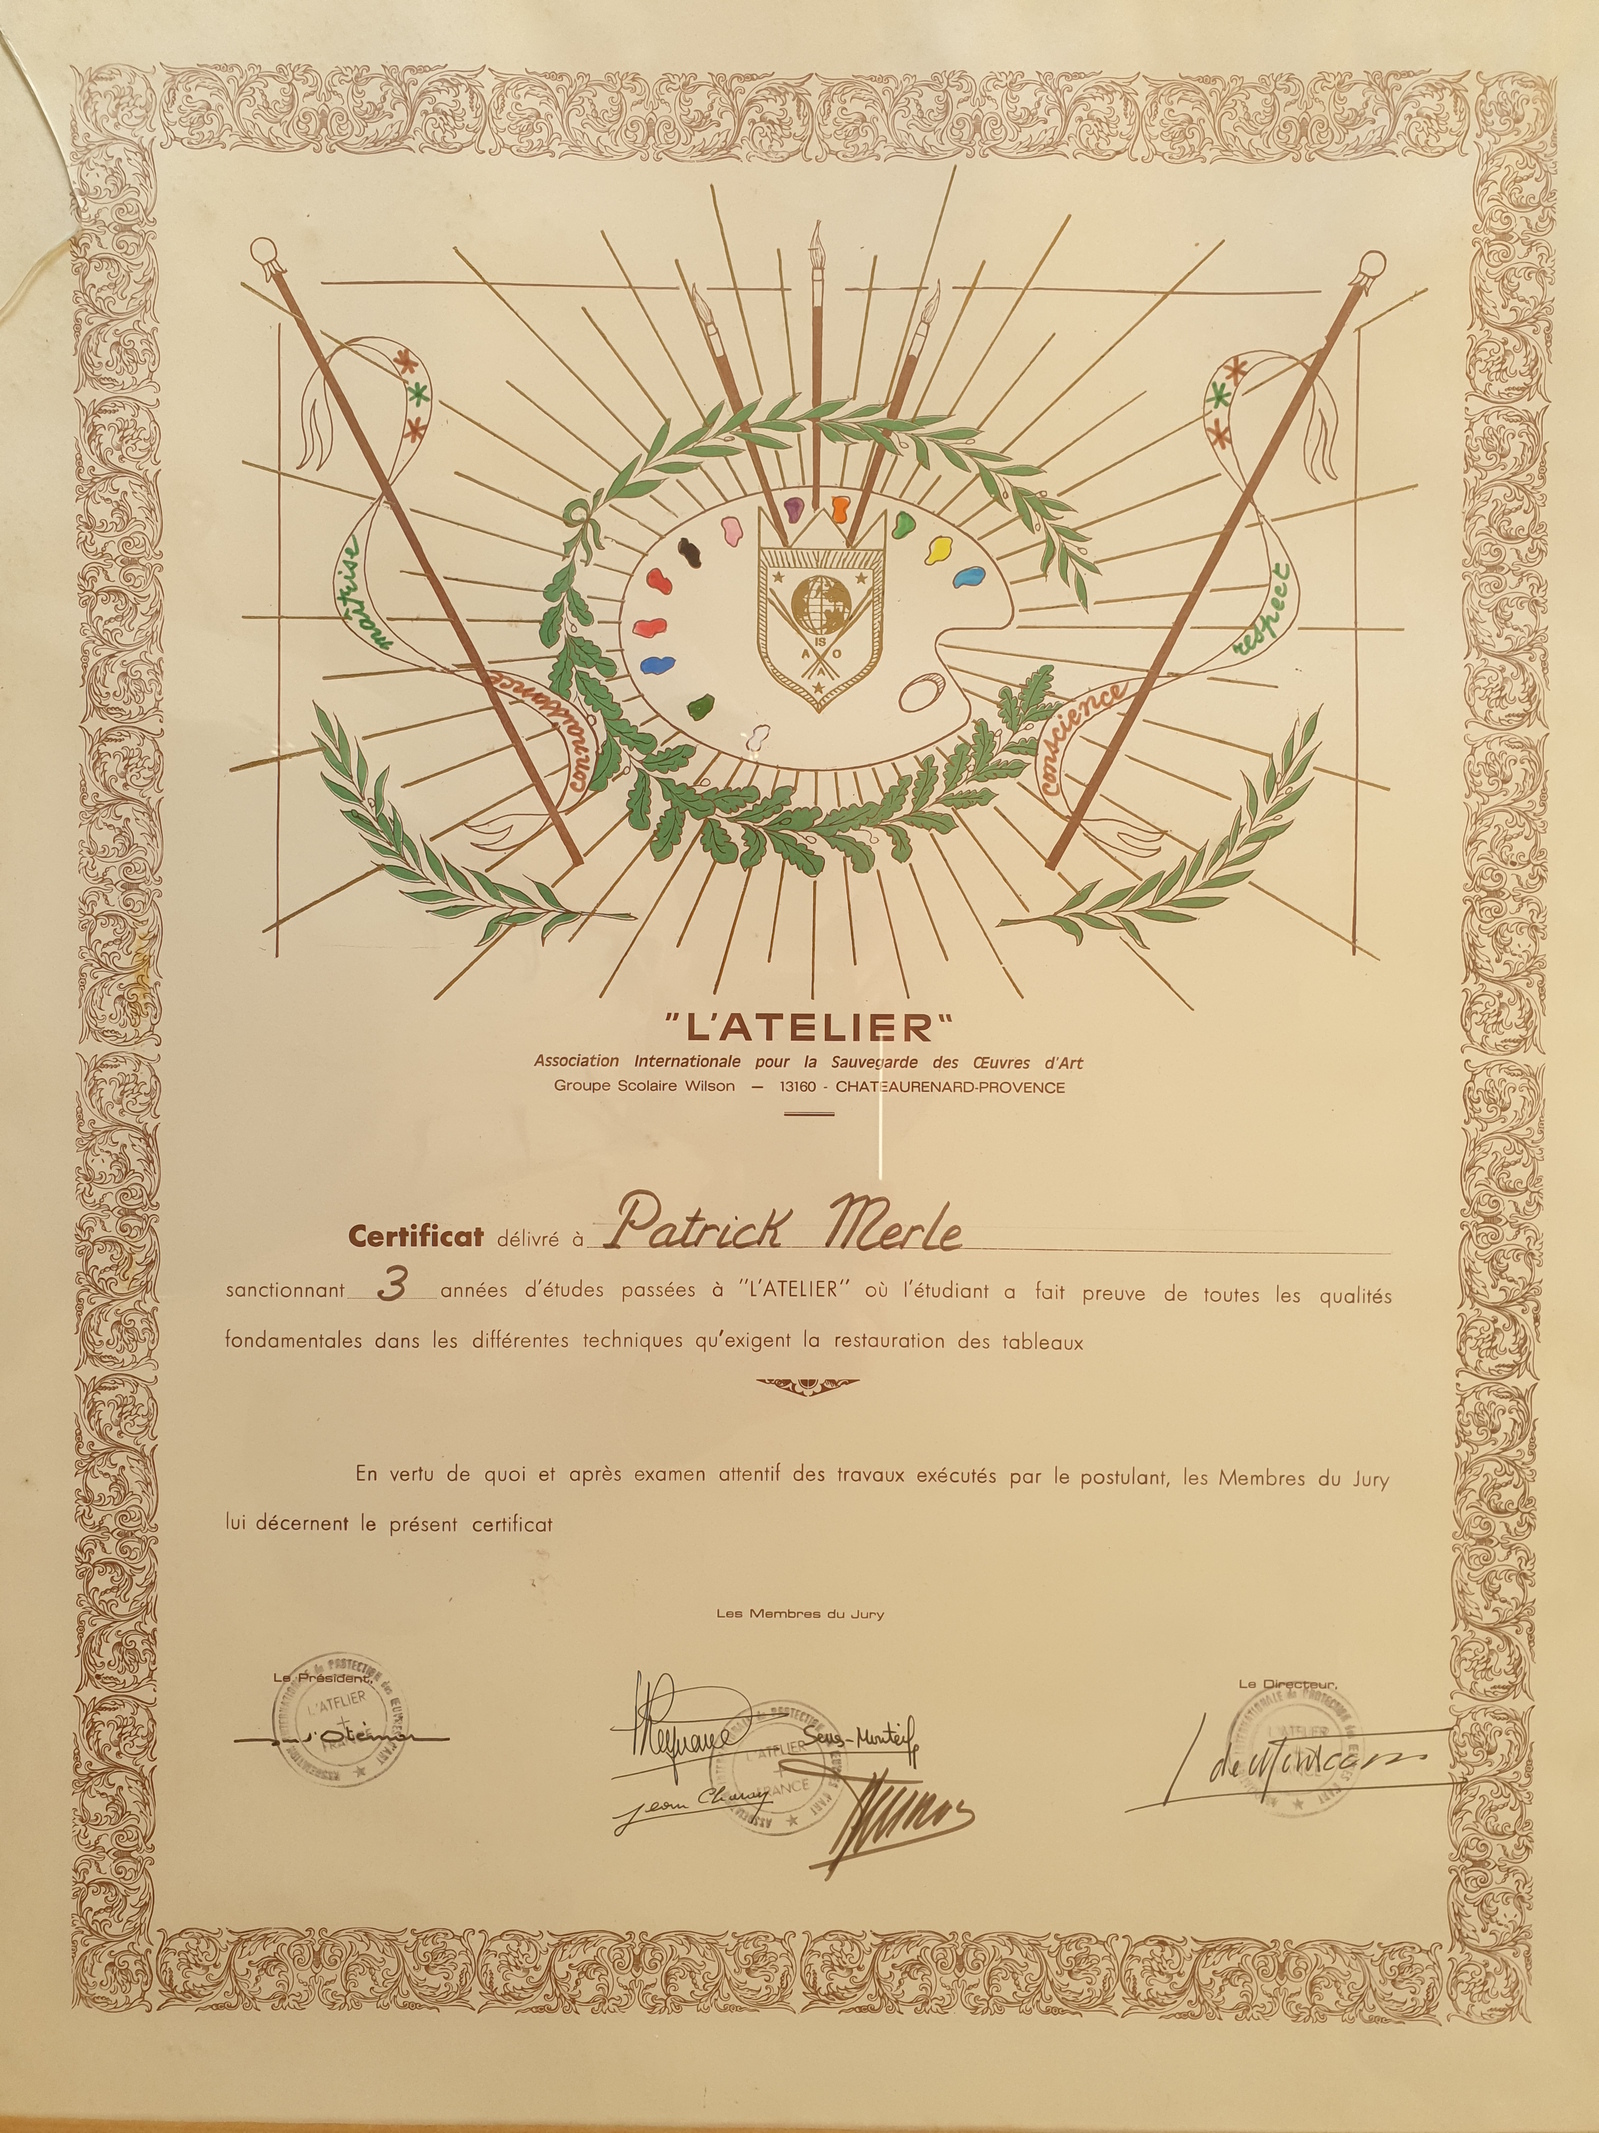 maîtrise
connaissance
respect
conscience
IS
A O
A
"L'ATELIER"
Association Internationale pour la Sauvegarde des Œuvres d'Art
Groupe Scolaire Wilson — 13160 - CHATEAURENARD-PROVENCE
Certificat délivré à Patrick Merle
sanctionnant 3 années d'études passées à "L'ATELIER" où l'étudiant a fait preuve de toutes les qualités
fondamentales dans les différentes techniques qu'exigent la restauration des tableaux
En vertu de quoi et après examen attentif des travaux exécutés par le postulant, les Membres du Jury
lui décernent le présent certificat
Les Membres du Jury
Le Président,
Le Directeur,
L'ATELIER
FRANCE